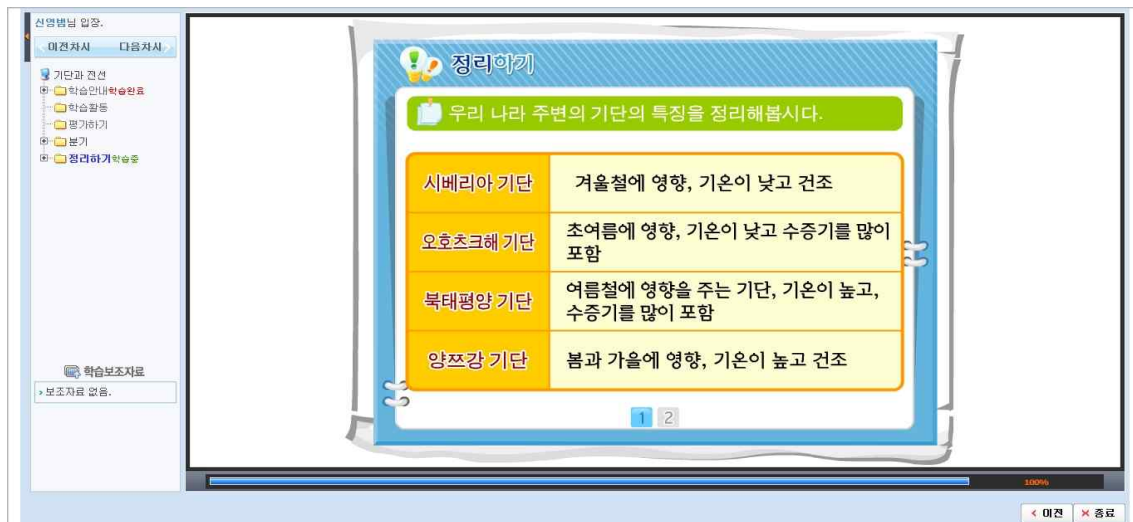 신영범님 입장.
이전차시 다음차시
기단과 전선
학습안내학습완료
학습활동
평가하기
분기
정리하기학습중
학습보조자료
보조자료 없음.
정리하기
우리 나라 주변의 기단의 특징을 정리해봅시다.
시베리아 기단
겨울철에 영향, 기온이 낮고 건조
오호츠크해 기단
초여름에 영향, 기온이 낮고 수증기를 많이
포함
북태평양 기단
여름철에 영향을 주는 기단, 기온이 높고,
수증기를 많이 포함
양쯔강 기단
봄과 가을에 영향, 기온이 높고 건조
1 2
100%
이전 종료